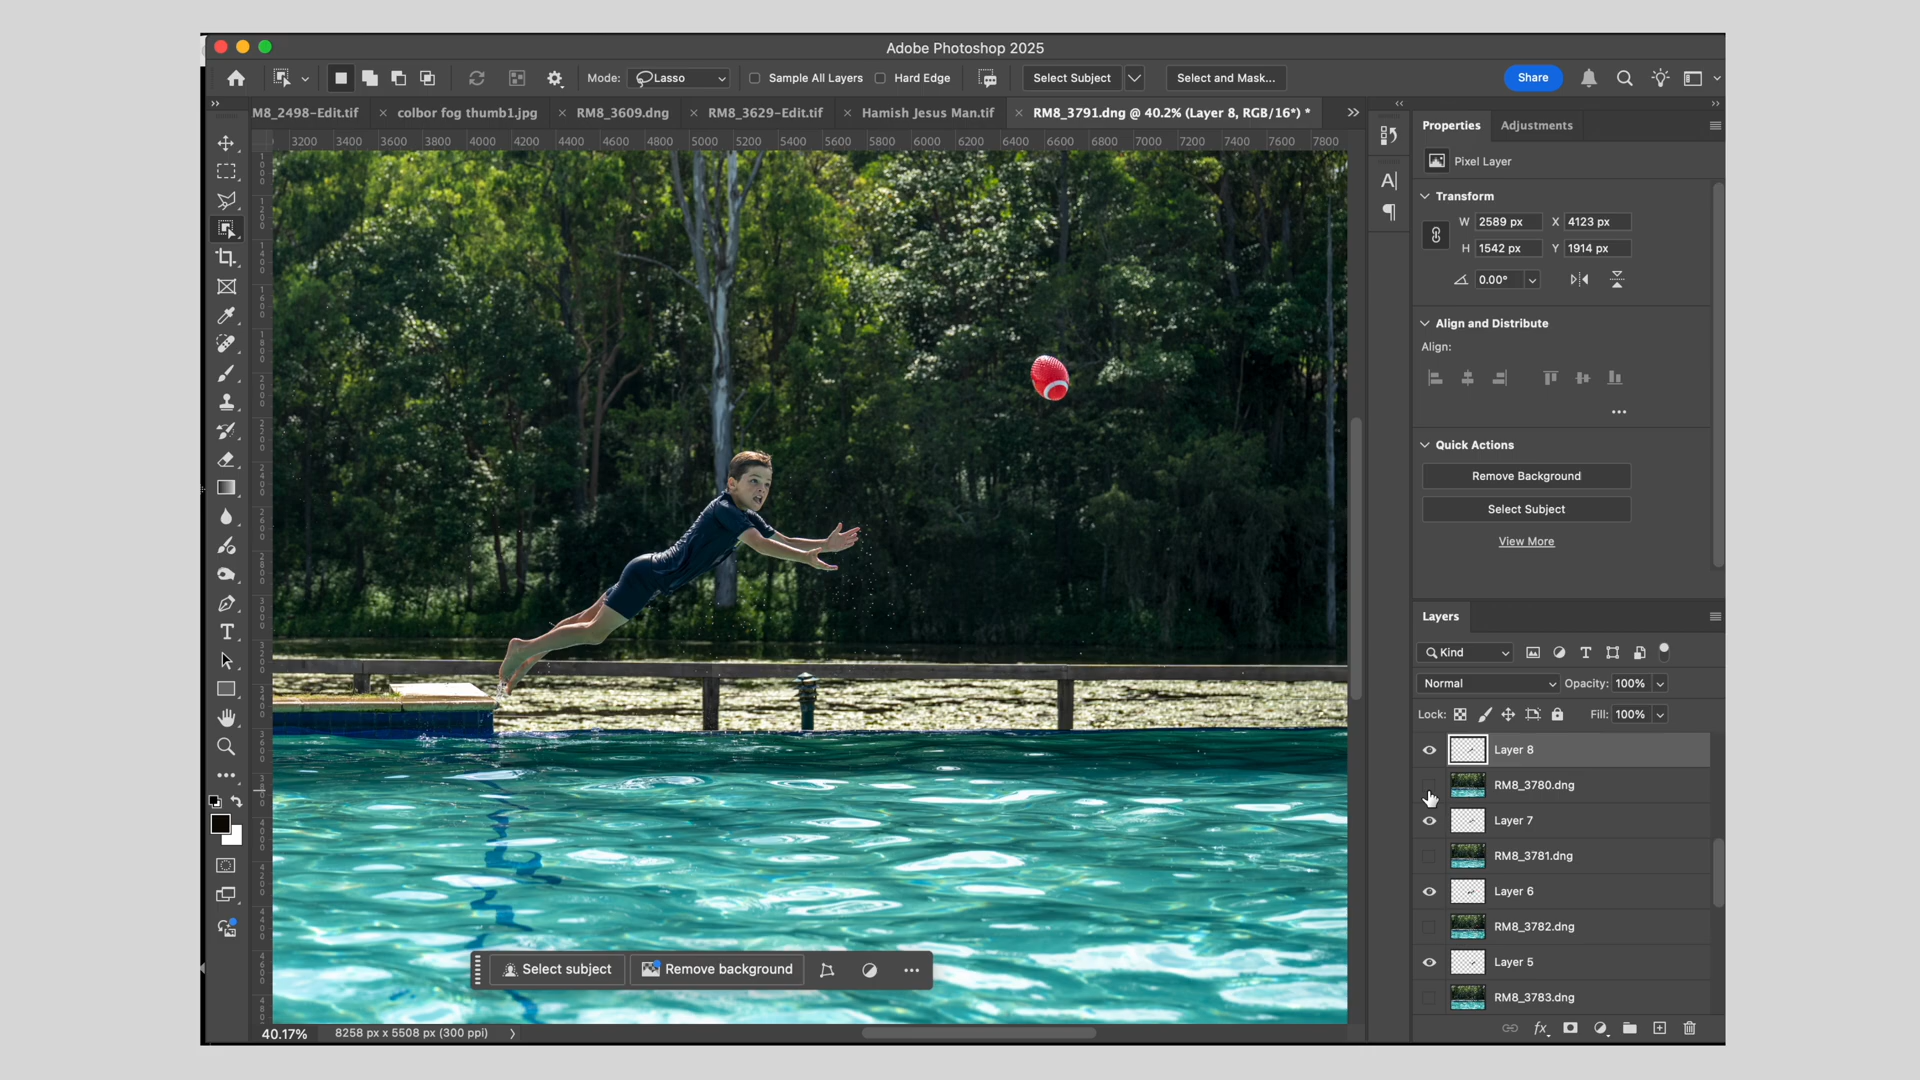 Adobe Photoshop 2025
Mode: Lasso Sample All Layers Hard Edge Select Subject Select and Mask... Share
M8_2498-Edit.tif × colbor fog thumb1.jpg × RM8_3609.dng × RM8_3629-Edit.tif × Hamish Jesus Man.tif × RM8_3791.dng @ 40.2% (Layer 8, RGB/16*) *
3200 3400 3600 3800 4000 4200 4400 4600 4800 5000 5200 5400 5600 5800 6000 6200 6400 6600 6800 7000 7200 7400 7600 7800
Properties Adjustments
Pixel Layer
Transform
W 2589 px X 4123 px
H 1542 px Y 1914 px
0.00°
Align and Distribute
Align:
Quick Actions
Remove Background
Select Subject
View More
Layers
Kind
Normal Opacity: 100%
Lock: Fill: 100%
Layer 8
RM8_3780.dng
Layer 7
RM8_3781.dng
Layer 6
RM8_3782.dng
Layer 5
RM8_3783.dng
Select subject Remove background
40.17% 8258 px x 5508 px (300 ppi)